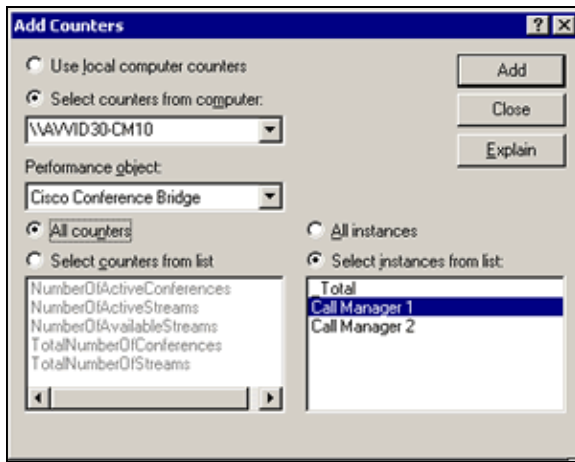 Add Counters
Use local computer counters
Add
Select counters from computer:
Close
\\AVVID30-CM10
Explain
Performance object:
Cisco Conference Bridge
All counters
All instances
Select counters from list
Select instances from list:
NumberOfActiveConferences
NumberOfActiveStreams
NumberOfAvailableStreams
TotalNumberOfConferences
TotalNumberOfStreams
_Total
Call Manager 1
Call Manager 2